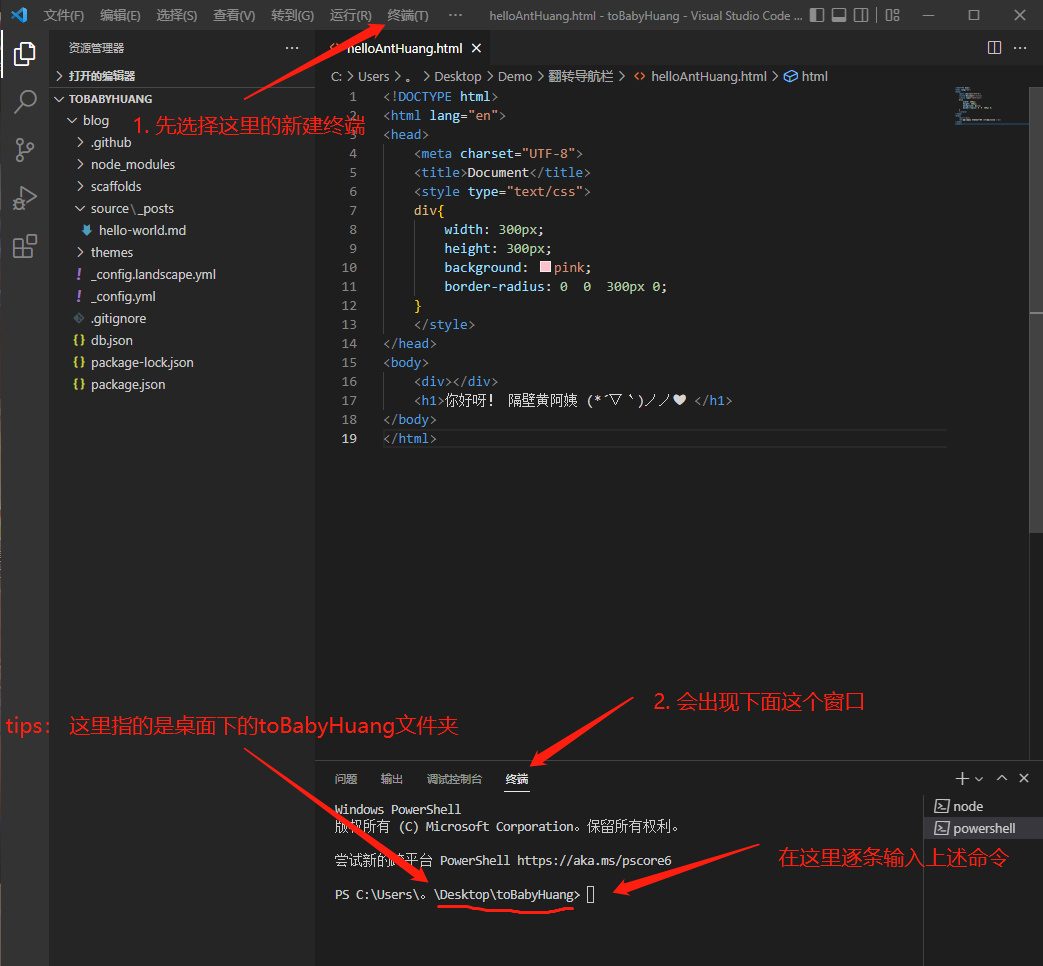 文件(F) 编辑(E) 选择(S) 查看(V) 转到(G) 运行(R) 终端(T) ··· helloAntHuang.html - toBabyHuang - Visual Studio Code ...
资源管理器 ···
打开的编辑器
TOBABYHUANG
blog
.github
node_modules
scaffolds
source\_posts
hello-world.md
themes
! _config.landscape.yml
! _config.yml
.gitignore
{} db.json
{} package-lock.json
{} package.json
1. 先选择这里的新建终端
helloAntHuang.html
C: > Users > 。 > Desktop > Demo > 翻转导航栏 > <> helloAntHuang.html > html
1 <!DOCTYPE html>
2 <html lang="en">
3 <head>
4 <meta charset="UTF-8">
5 <title>Document</title>
6 <style type="text/css">
7 div{
8 width: 300px;
9 height: 300px;
10 background: pink;
11 border-radius: 0  0  300px 0;
12 }
13 </style>
14 </head>
15 <body>
16 <div></div>
17 <h1>你好呀! 隔壁黄阿姨 (*´▽｀)ノノ♥ </h1>
18 </body>
19 </html>
2. 会出现下面这个窗口
tips： 这里指的是桌面下的toBabyHuang文件夹
问题 输出 调试控制台 终端
Windows PowerShell
版权所有 (C) Microsoft Corporation。保留所有权利。
尝试新的跨平台 PowerShell https://aka.ms/pscore6
PS C:\Users\。\Desktop\toBabyHuang>
node
powershell
在这里逐条输入上述命令